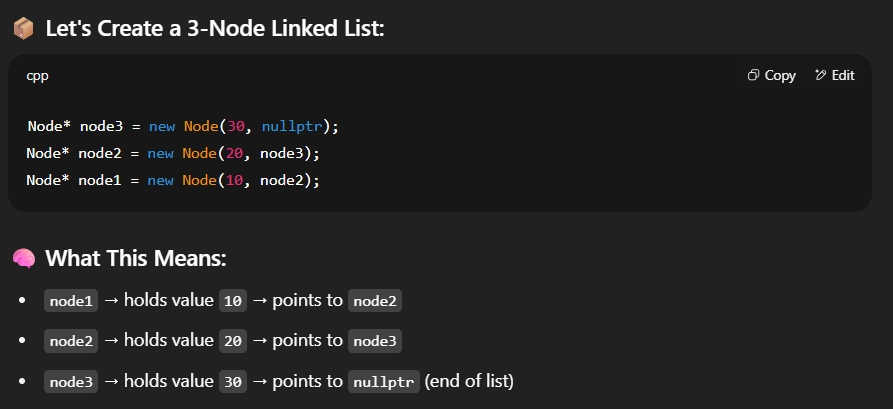 📦 Let's Create a 3-Node Linked List:
cpp
Copy
Edit
Node* node3 = new Node(30, nullptr);
Node* node2 = new Node(20, node3);
Node* node1 = new Node(10, node2);
🧠 What This Means:
• node1 → holds value 10 → points to node2
• node2 → holds value 20 → points to node3
• node3 → holds value 30 → points to nullptr (end of list)